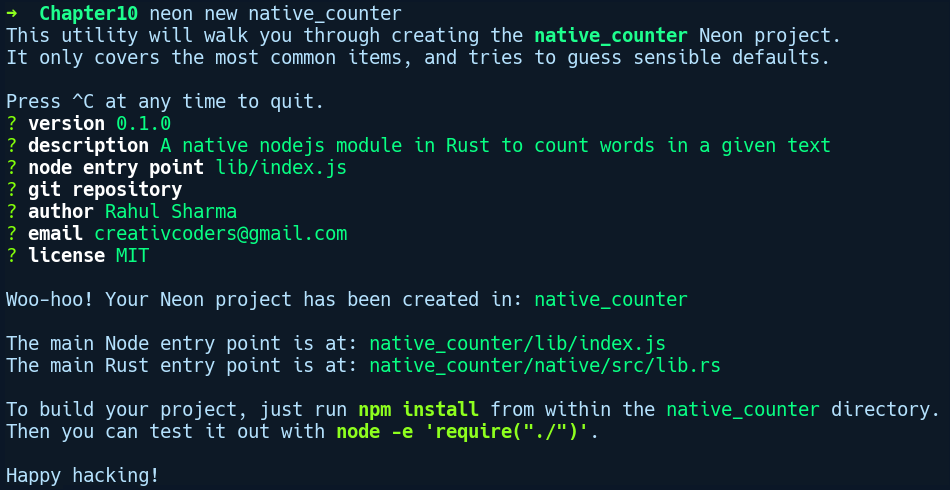 → Chapter10 neon new native_counter
This utility will walk you through creating the native_counter Neon project.
It only covers the most common items, and tries to guess sensible defaults.
Press ^C at any time to quit.
? version 0.1.0
? description A native nodejs module in Rust to count words in a given text
? node entry point lib/index.js
? git repository
? author Rahul Sharma
? email creativcoders@gmail.com
? license MIT
Woo-hoo! Your Neon project has been created in: native_counter
The main Node entry point is at: native_counter/lib/index.js
The main Rust entry point is at: native_counter/native/src/lib.rs
To build your project, just run npm install from within the native_counter directory.
Then you can test it out with node -e 'require("./")'.
Happy hacking!